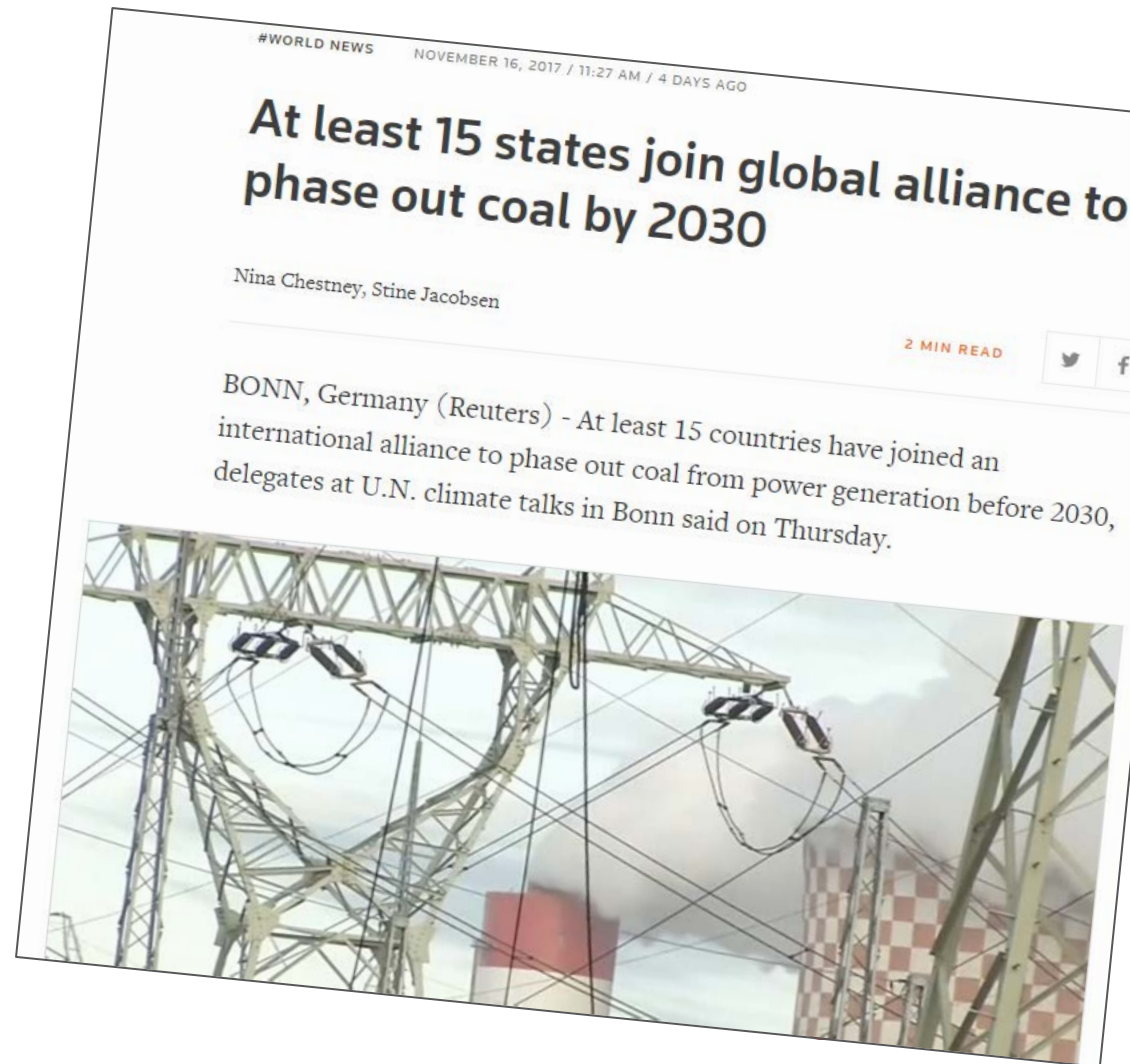 #WORLD NEWS NOVEMBER 16, 2017 / 11:27 AM / 4 DAYS AGO
At least 15 states join global alliance to
phase out coal by 2030
Nina Chestney, Stine Jacobsen
2 MIN READ
BONN, Germany (Reuters) - At least 15 countries have joined an
international alliance to phase out coal from power generation before 2030,
delegates at U.N. climate talks in Bonn said on Thursday.